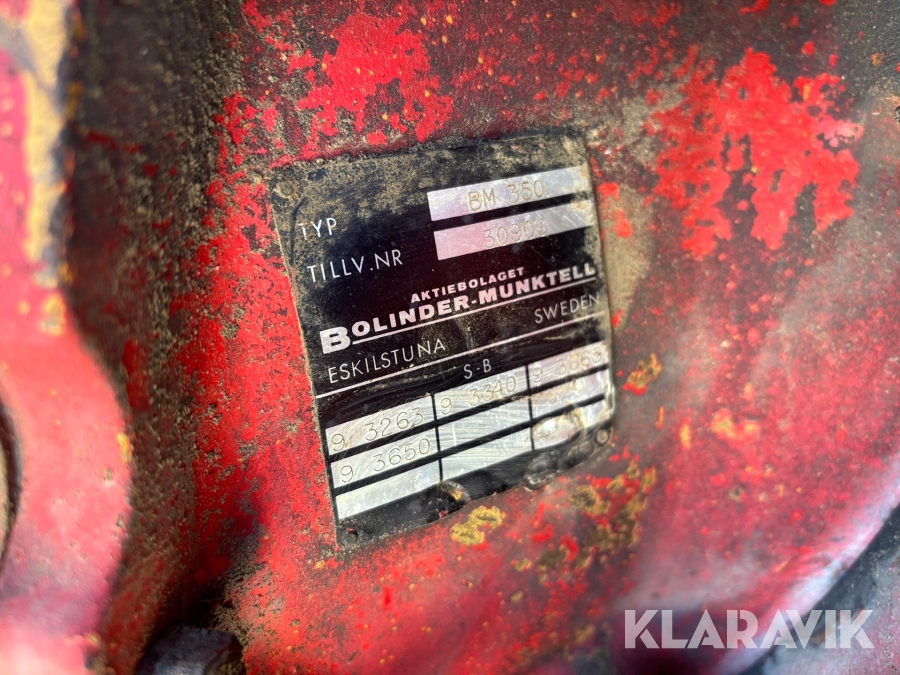 TYP BM 350
TILLV.NR
AKTIEBOLAGET
BOLINDER-MUNKTELL
ESKILSTUNA SWEDEN
S-B
9 3263 9 3340
9 3650
KLARAVIK